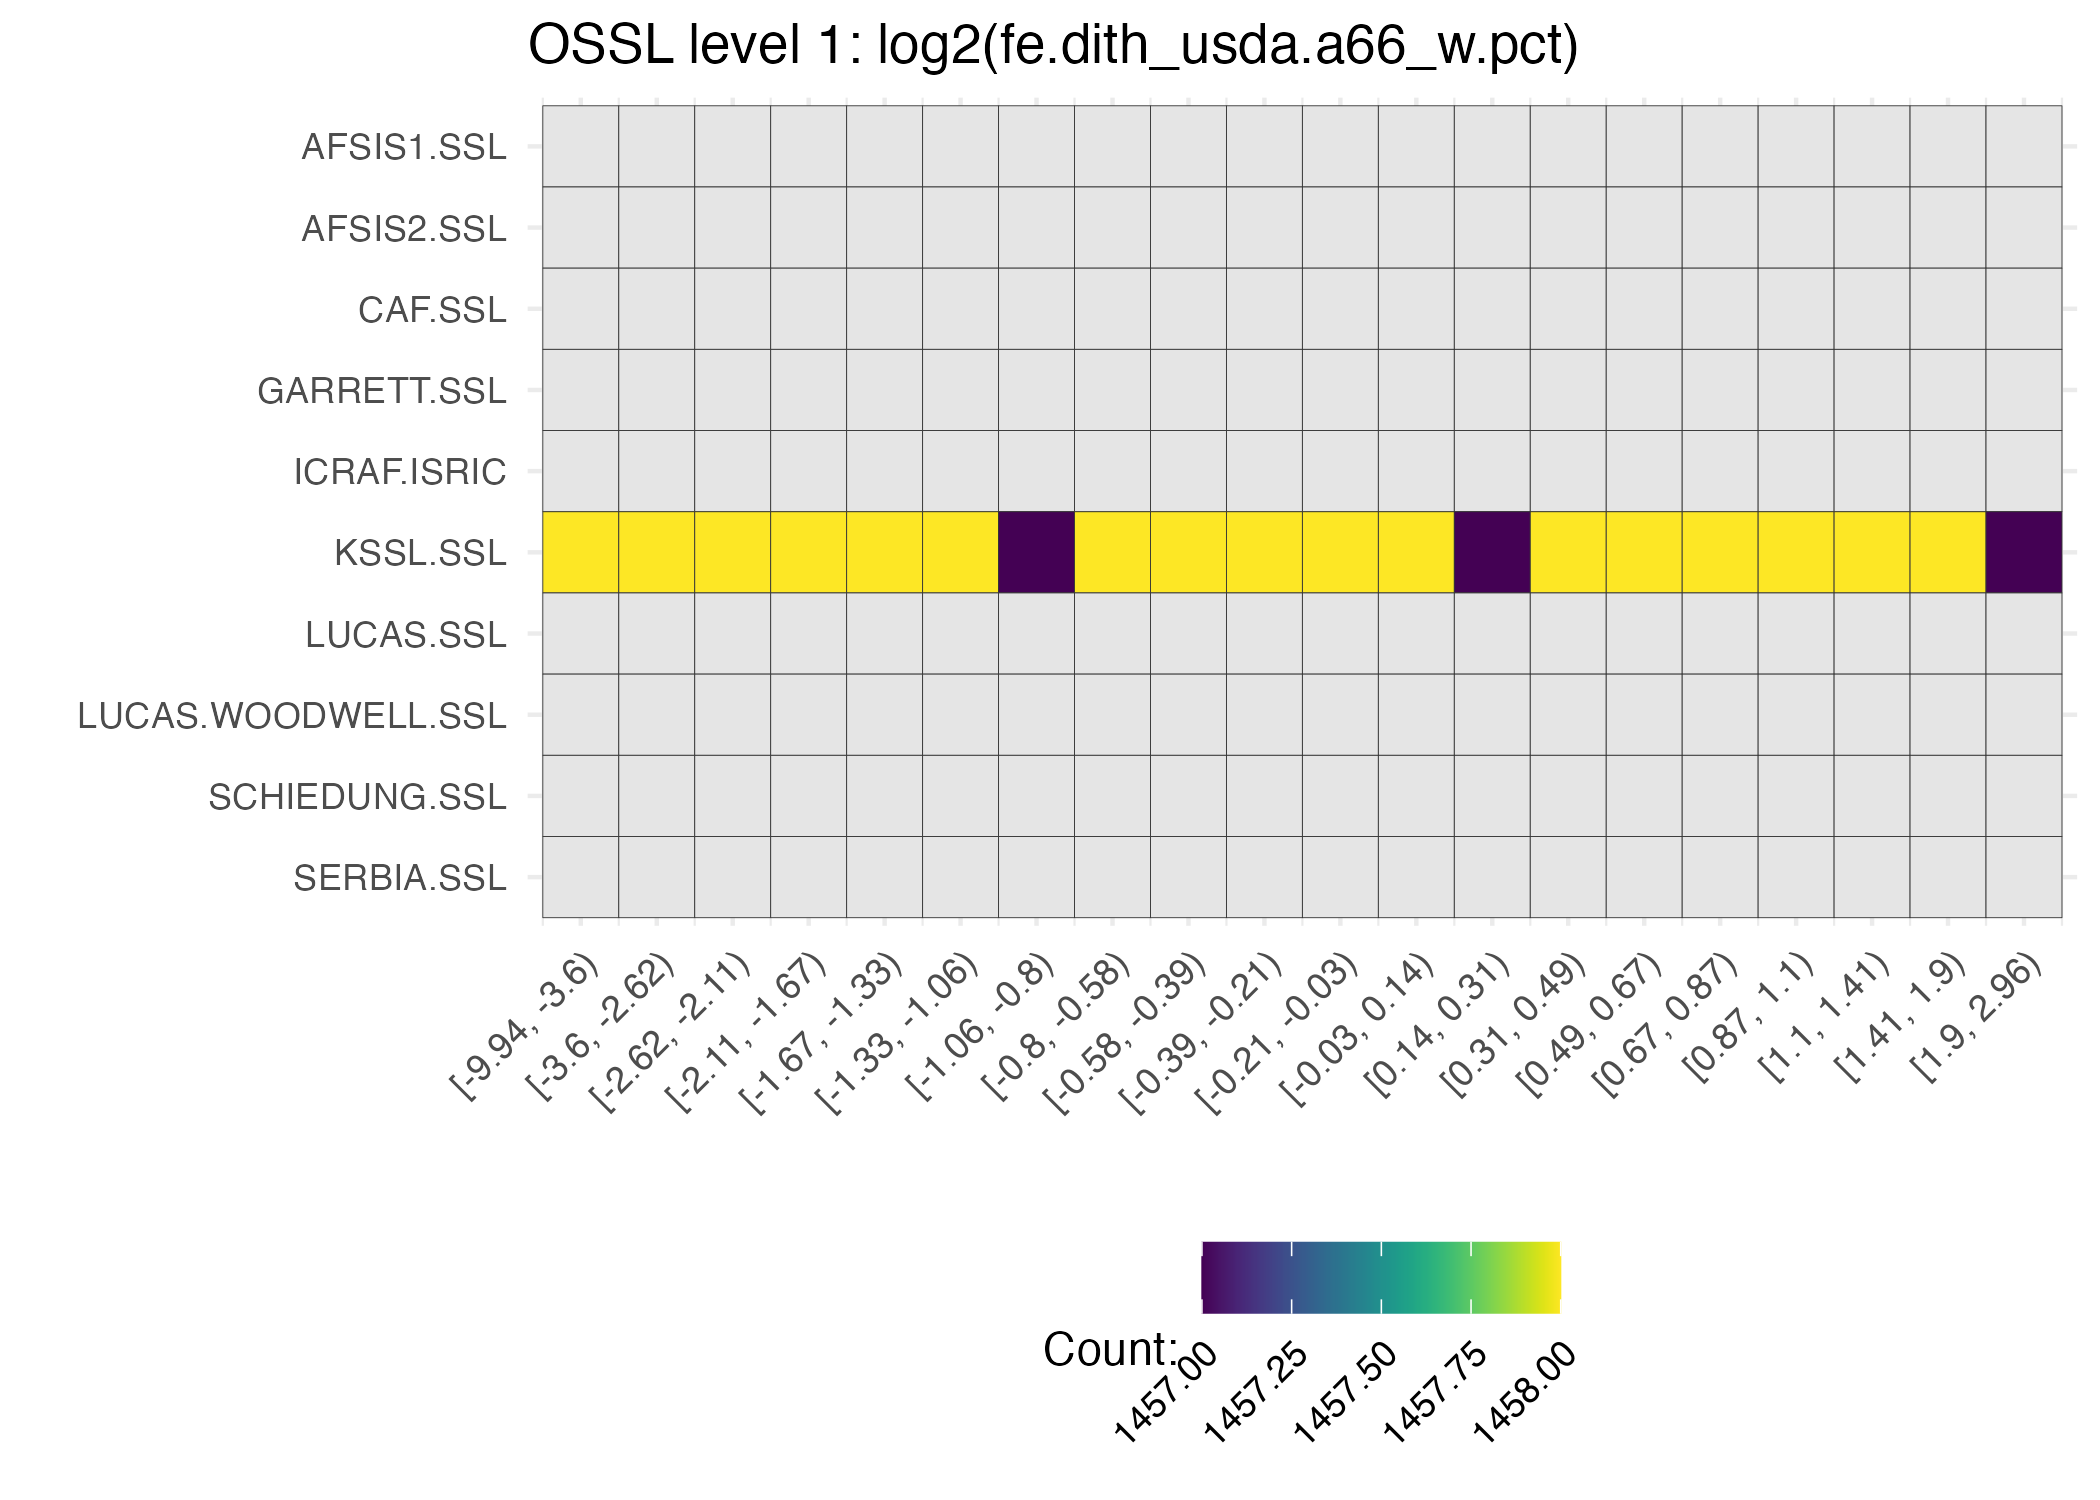 OSSL level 1: log2(fe.dith_usda.a66_w.pct)
AFSIS1.SSL
AFSIS2.SSL
CAF.SSL
GARRETT.SSL
ICRAF.ISRIC
KSSL.SSL
LUCAS.SSL
LUCAS.WOODWELL.SSL
SCHIEDUNG.SSL
SERBIA.SSL
[-9.94, -3.6)
[-3.6, -2.62)
[-2.62, -2.11)
[-2.11, -1.67)
[-1.67, -1.33)
[-1.33, -1.06)
[-1.06, -0.8)
[-0.8, -0.58)
[-0.58, -0.39)
[-0.39, -0.21)
[-0.21, -0.03)
[-0.03, 0.14)
[0.14, 0.31)
[0.31, 0.49)
[0.49, 0.67)
[0.67, 0.87)
[0.87, 1.1)
[1.1, 1.41)
[1.41, 1.9)
[1.9, 2.96)
Count:
1457.00
1457.25
1457.50
1457.75
1458.00